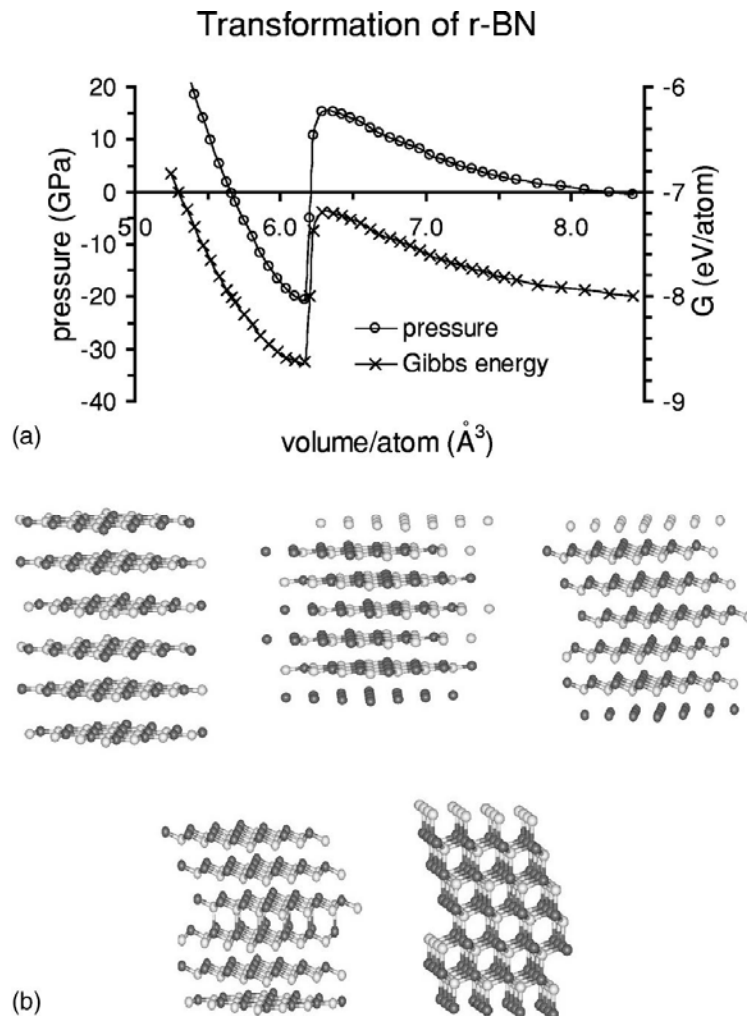 Transformation of r-BN
20
10
0
-10
-20
-30
-40
pressure (GPa)
5.0
6.0
7.0
8.0
-6
-7
-8
-9
G (eV/atom)
pressure
Gibbs energy
volume/atom (Å³)
(a)
(b)